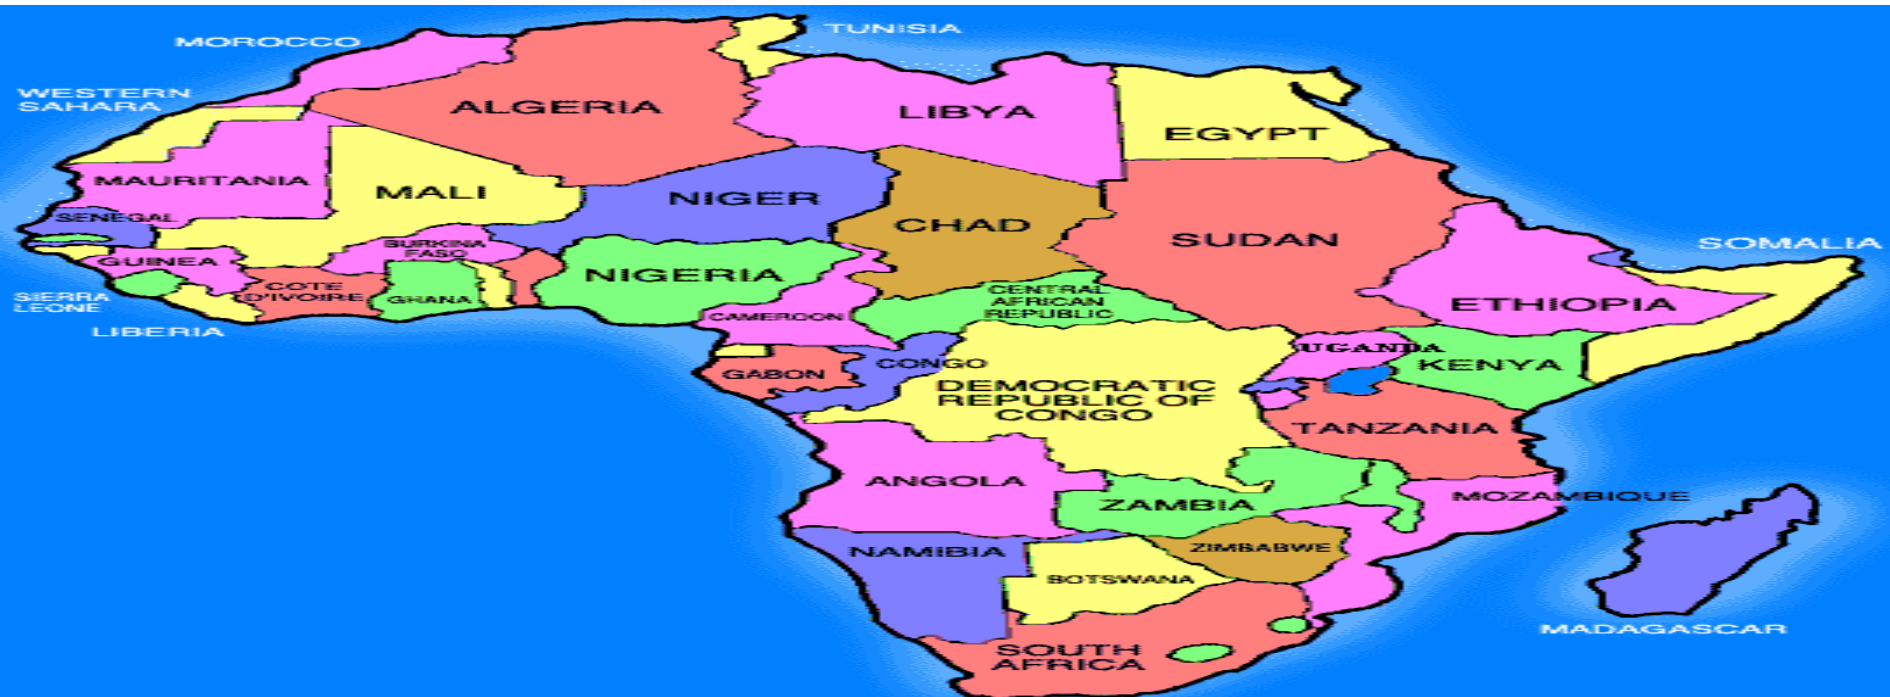 TUNISIA
MOROCCO
WESTERN
SAHARA
ALGERIA
LIBYA
EGYPT
MAURITANIA
MALI
NIGER
CHAD
SUDAN
SENEGAL
BURKINA
FASO
GUINEA
NIGERIA
SOMALIA
SIERRA
LEONE
COTE
D'IVOIRE
GHANA
LIBERIA
CENTRAL
AFRICAN
REPUBLIC
ETHIOPIA
CAMEROON
UGANDA
KENYA
CONGO
GABON
DEMOCRATIC
REPUBLIC OF
CONGO
TANZANIA
ANGOLA
ZAMBIA
MOZAMBIQUE
NAMIBIA
ZIMBABWE
BOTSWANA
MADAGASCAR
SOUTH
AFRICA